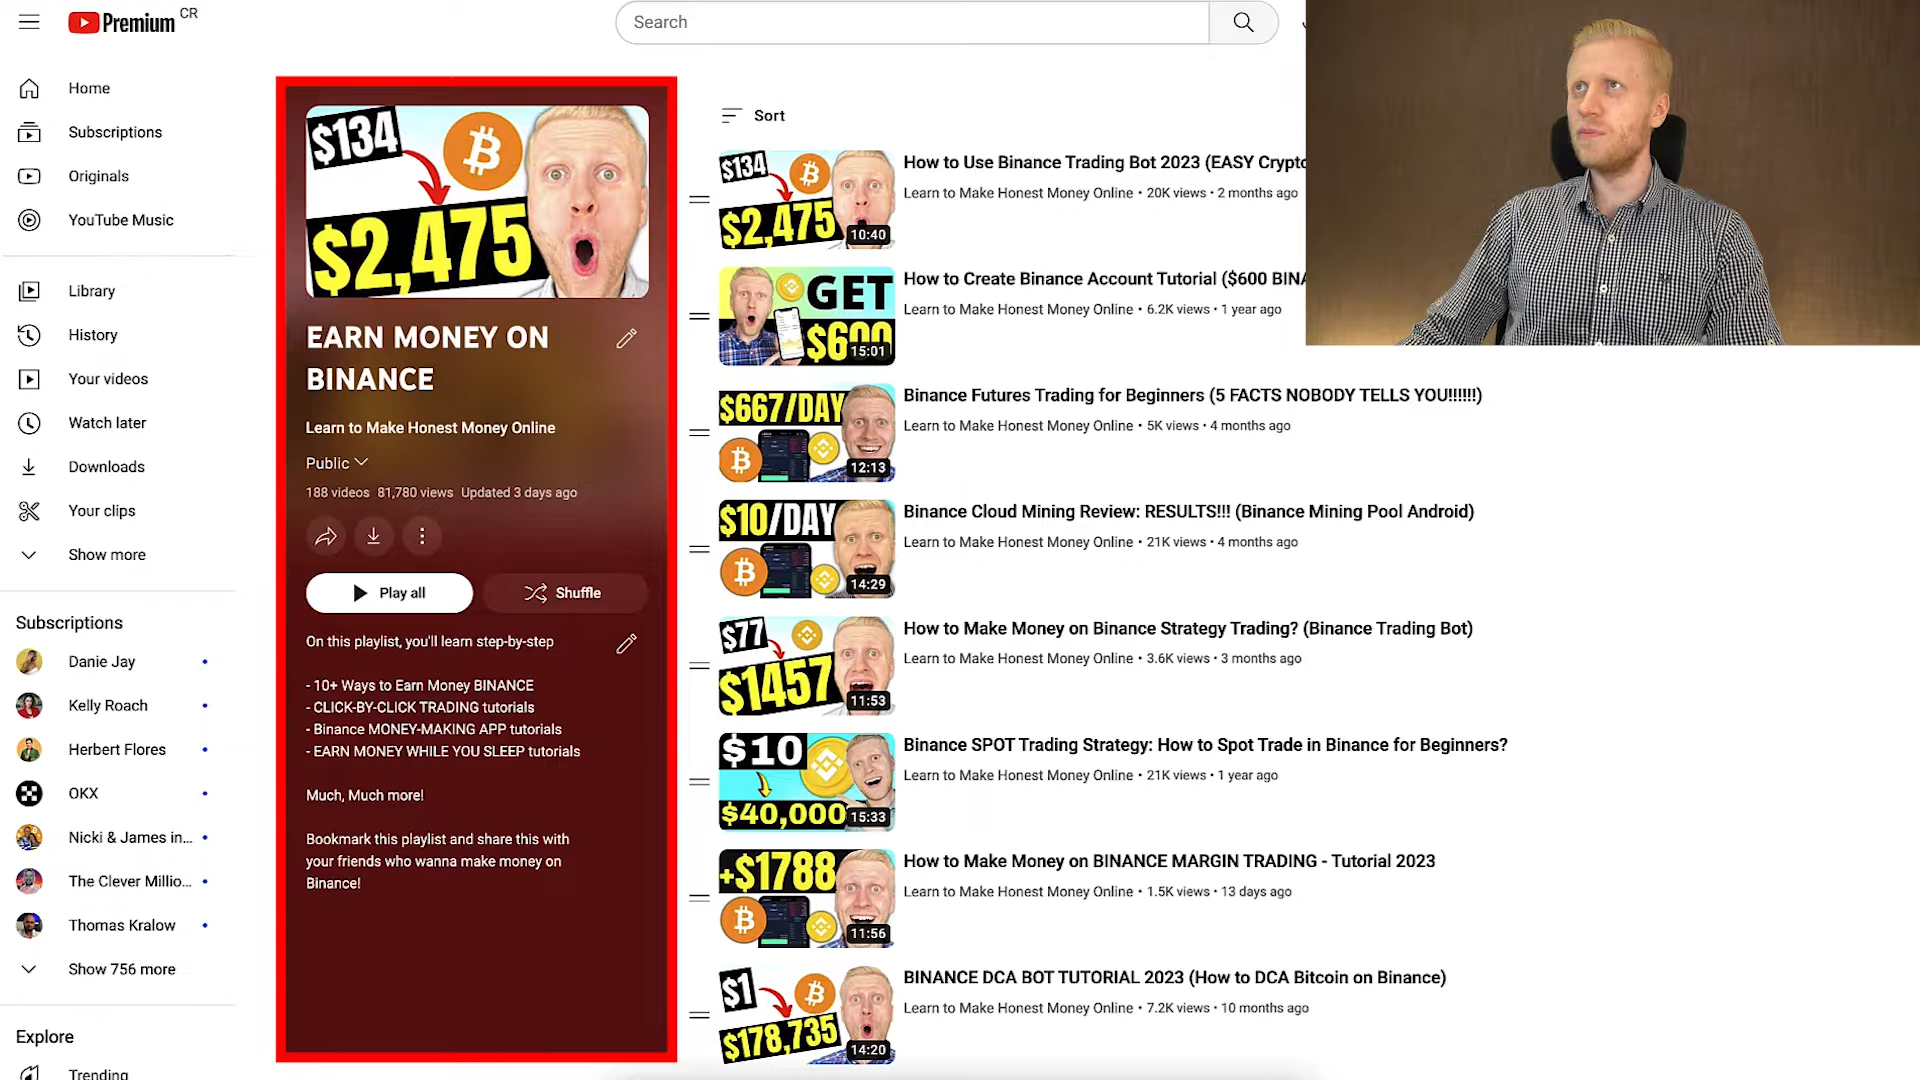 Premium CR
Search
Home
Subscriptions
Originals
YouTube Music
Library
History
Your videos
Watch later
Downloads
Your clips
Show more
Subscriptions
Danie Jay
Kelly Roach
Herbert Flores
OKX
Nicki & James in...
The Clever Millio...
Thomas Kralow
Show 756 more
Explore
Trending
$134
$2,475
EARN MONEY ON
BINANCE
Learn to Make Honest Money Online
Public
188 videos 81,780 views Updated 3 days ago
Play all
Shuffle
On this playlist, you'll learn step-by-step
- 10+ Ways to Earn Money BINANCE
- CLICK-BY-CLICK TRADING tutorials
- Binance MONEY-MAKING APP tutorials
- EARN MONEY WHILE YOU SLEEP tutorials
Much, Much more!
Bookmark this playlist and share this with
your friends who wanna make money on
Binance!
Sort
$134
$2,475
10:40
How to Use Binance Trading Bot 2023 (EASY Crypto
Learn to Make Honest Money Online • 20K views • 2 months ago
GET
$600
15:01
How to Create Binance Account Tutorial ($600 BINA
Learn to Make Honest Money Online • 6.2K views • 1 year ago
$667/DAY
12:13
Binance Futures Trading for Beginners (5 FACTS NOBODY TELLS YOU!!!!!!)
Learn to Make Honest Money Online • 5K views • 4 months ago
$10/DAY
14:29
Binance Cloud Mining Review: RESULTS!!! (Binance Mining Pool Android)
Learn to Make Honest Money Online • 21K views • 4 months ago
$77
$1457
11:53
How to Make Money on Binance Strategy Trading? (Binance Trading Bot)
Learn to Make Honest Money Online • 3.6K views • 3 months ago
$10
$40,000
15:33
Binance SPOT Trading Strategy: How to Spot Trade in Binance for Beginners?
Learn to Make Honest Money Online • 21K views • 1 year ago
+$1788
11:56
How to Make Money on BINANCE MARGIN TRADING - Tutorial 2023
Learn to Make Honest Money Online • 1.5K views • 13 days ago
$1
$178,735
14:20
BINANCE DCA BOT TUTORIAL 2023 (How to DCA Bitcoin on Binance)
Learn to Make Honest Money Online • 7.2K views • 10 months ago